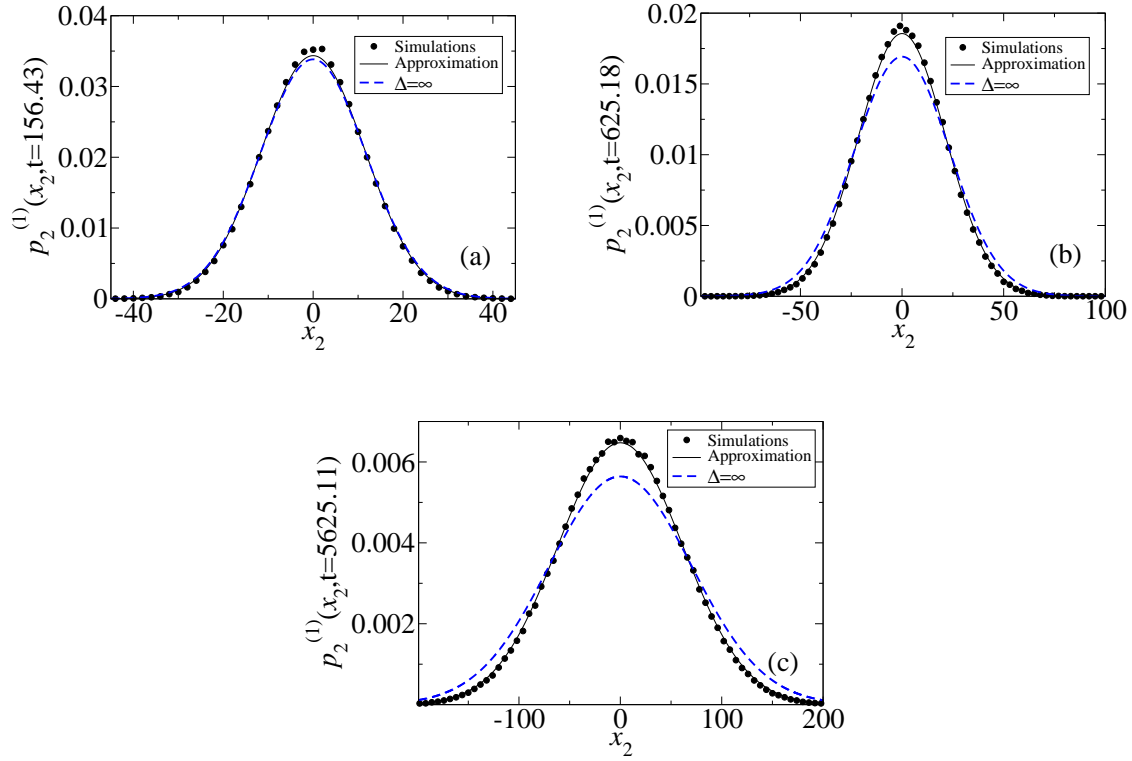 0.04
0.03
0.02
0.01
0
p₂⁽¹⁾(x₂,t=156.43)
Simulations
Approximation
Δ=∞
(a)
-40 -20 0 20 40
x₂
0.02
0.015
0.01
0.005
0
p₂⁽¹⁾(x₂,t=625.18)
Simulations
Approximation
Δ=∞
(b)
-50 0 50 100
x₂
0.006
0.004
0.002
p₂⁽¹⁾(x₂,t=5625.11)
Simulations
Approximation
Δ=∞
(c)
-100 0 100 200
x₂